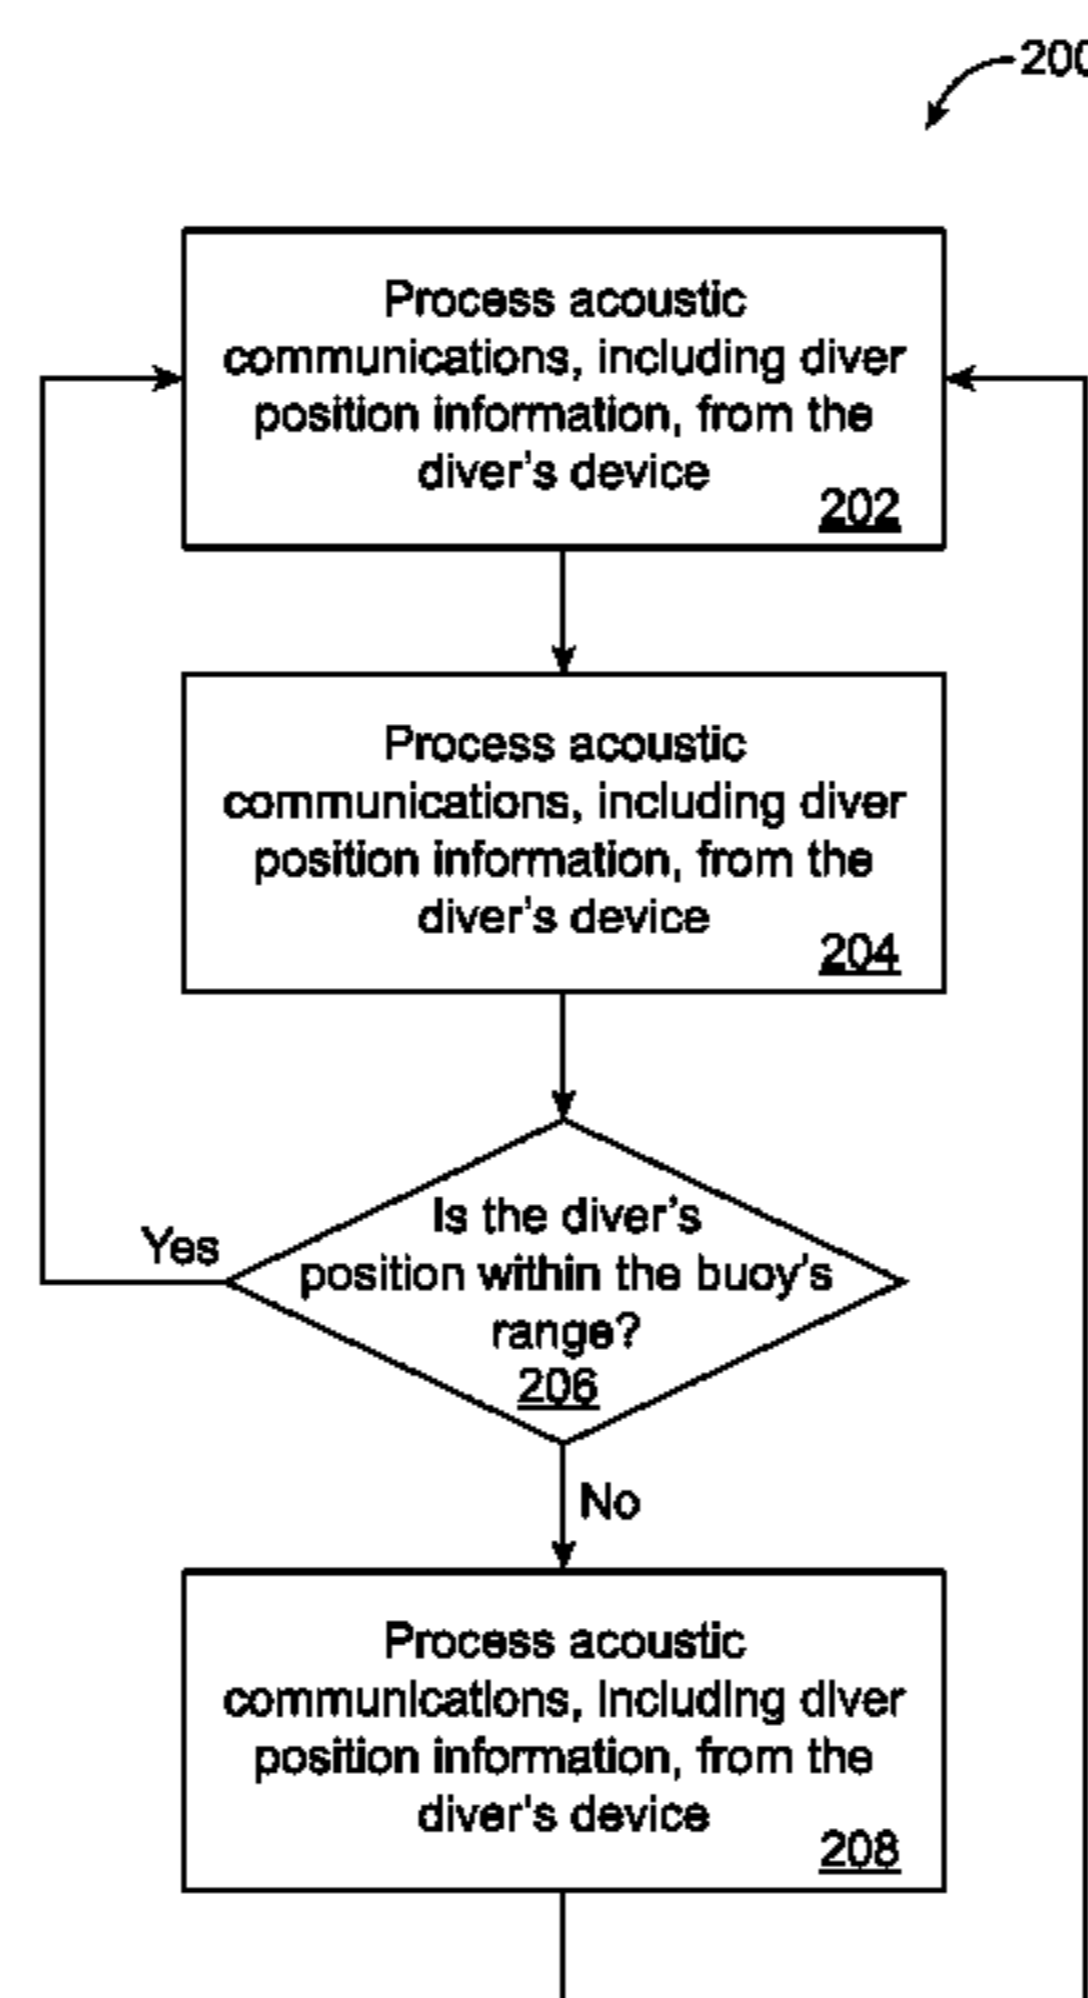 200
Process acoustic
communications, including diver
position information, from the
diver's device
202
Process acoustic
communications, including diver
position information, from the
diver's device
204
Is the diver's
position within the buoy's
range?
206
Yes
No
Process acoustic
communications, including diver
position information, from the
diver's device
208